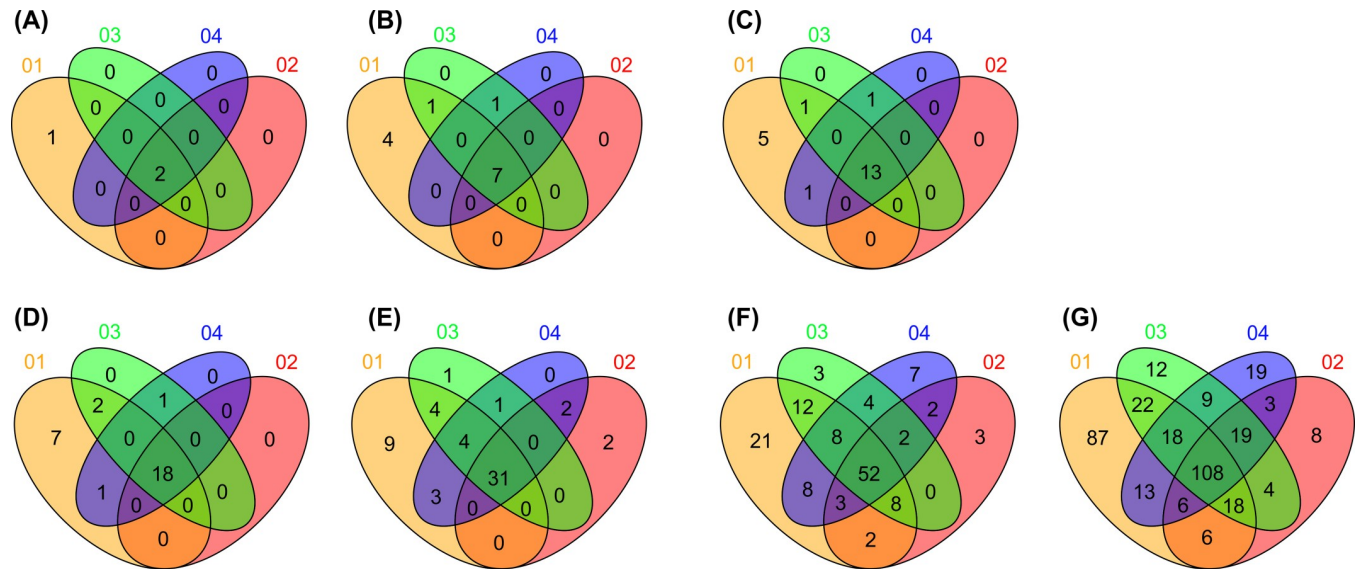 (A) (B) (C)
03 04 03 04 03 04
01 02 01 02 01 02
0 0 0 0 0 0
0 0 0 1 1 0 1 1 0
1 0 0 0 4 0 0 0 5 0 0 0
2 7 13
0 0 0 0 1 0
0 0 0 0 0 0
0 0 0
(D) (E) (F) (G)
03 04 03 04 03 04 03 04
01 02 01 02 01 02 01 02
0 0 1 0 3 7 12 19
2 1 0 4 1 2 12 4 2 22 9 3
7 0 0 0 9 4 0 2 21 8 2 3 87 18 19 8
18 31 52 108
1 0 3 0 8 0 13 4
0 0 0 0 3 8 6 18
0 0 2 6